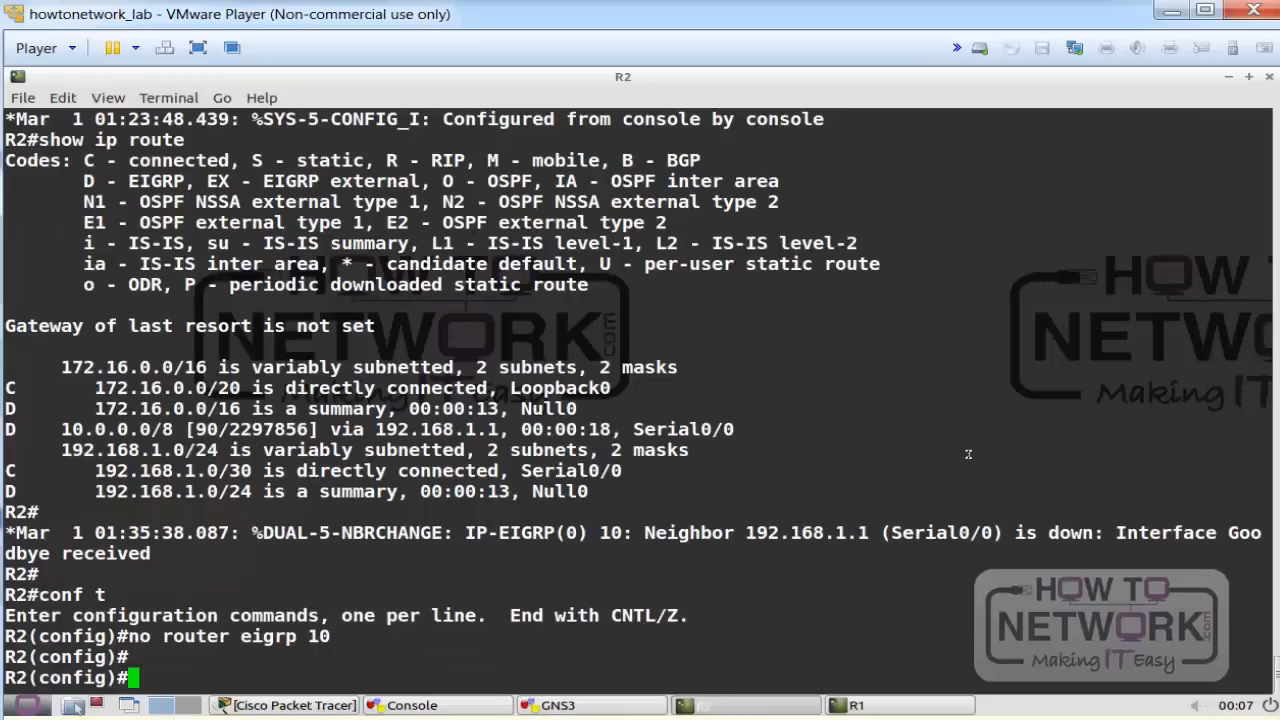 howtonetwork_lab - VMware Player (Non-commercial use only)
Player
R2
File Edit View Terminal Go Help
*Mar  1 01:23:48.439: %SYS-5-CONFIG_I: Configured from console by console
R2#show ip route
Codes: C - connected, S - static, R - RIP, M - mobile, B - BGP
       D - EIGRP, EX - EIGRP external, O - OSPF, IA - OSPF inter area
       N1 - OSPF NSSA external type 1, N2 - OSPF NSSA external type 2
       E1 - OSPF external type 1, E2 - OSPF external type 2
       i - IS-IS, su - IS-IS summary, L1 - IS-IS level-1, L2 - IS-IS level-2
       ia - IS-IS inter area, * - candidate default, U - per-user static route
       o - ODR, P - periodic downloaded static route
Gateway of last resort is not set
     172.16.0.0/16 is variably subnetted, 2 subnets, 2 masks
C       172.16.0.0/20 is directly connected, Loopback0
D       172.16.0.0/16 is a summary, 00:00:13, Null0
D    10.0.0.0/8 [90/2297856] via 192.168.1.1, 00:00:18, Serial0/0
     192.168.1.0/24 is variably subnetted, 2 subnets, 2 masks
C       192.168.1.0/30 is directly connected, Serial0/0
D       192.168.1.0/24 is a summary, 00:00:13, Null0
R2#
*Mar  1 01:35:38.087: %DUAL-5-NBRCHANGE: IP-EIGRP(0) 10: Neighbor 192.168.1.1 (Serial0/0) is down: Interface Goo
dbye received
R2#
R2#conf t
Enter configuration commands, one per line.  End with CNTL/Z.
R2(config)#no router eigrp 10
R2(config)#
R2(config)#
HOW TO
NETWORK.com
Making IT Easy
HOW T
NETWORK
Making IT
HOW TO
NETWORK.com
Making IT Easy
[Cisco Packet Tracer] Console GNS3 R1 00:07